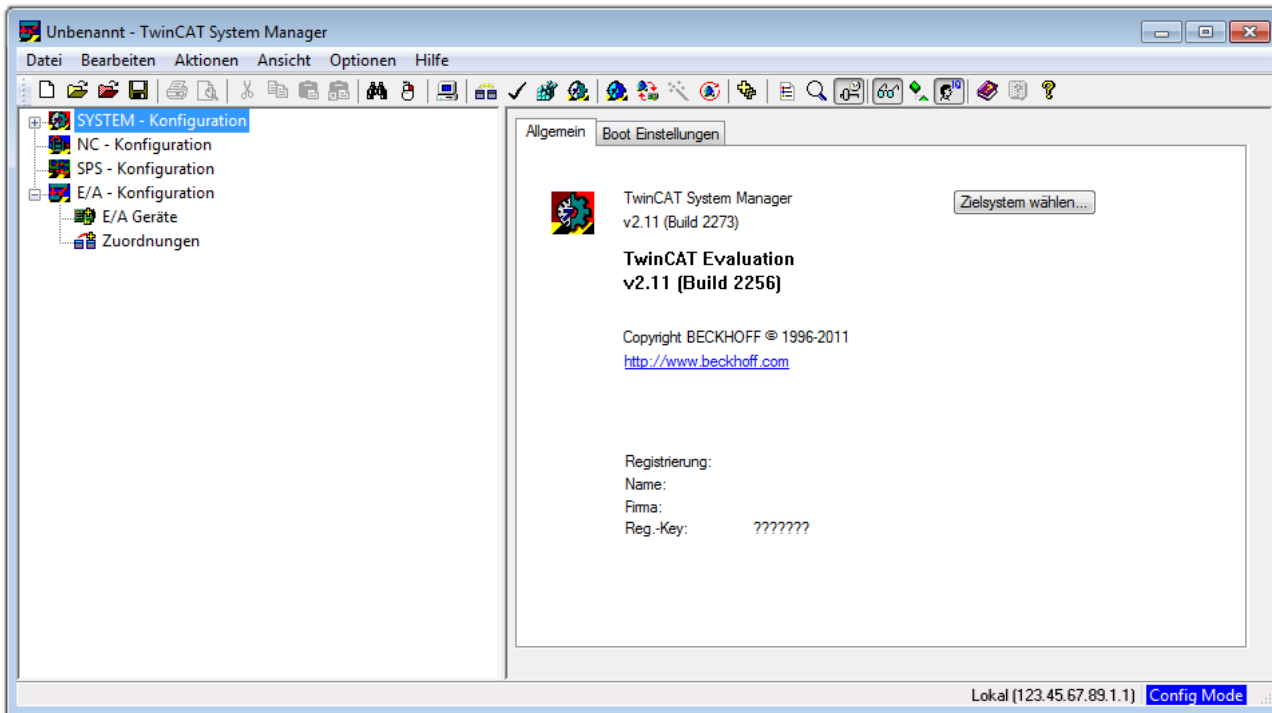 Unbenannt - TwinCAT System Manager
Datei Bearbeiten Aktionen Ansicht Optionen Hilfe
SYSTEM - Konfiguration
NC - Konfiguration
SPS - Konfiguration
E/A - Konfiguration
E/A Geräte
Zuordnungen
Allgemein Boot Einstellungen
TwinCAT System Manager
v2.11 (Build 2273)
Zielsystem wählen...
TwinCAT Evaluation
v2.11 (Build 2256)
Copyright BECKHOFF © 1996-2011
http://www.beckhoff.com
Registrierung:
Name:
Firma:
Reg.-Key: ???????
Lokal (123.45.67.89.1.1) Config Mode